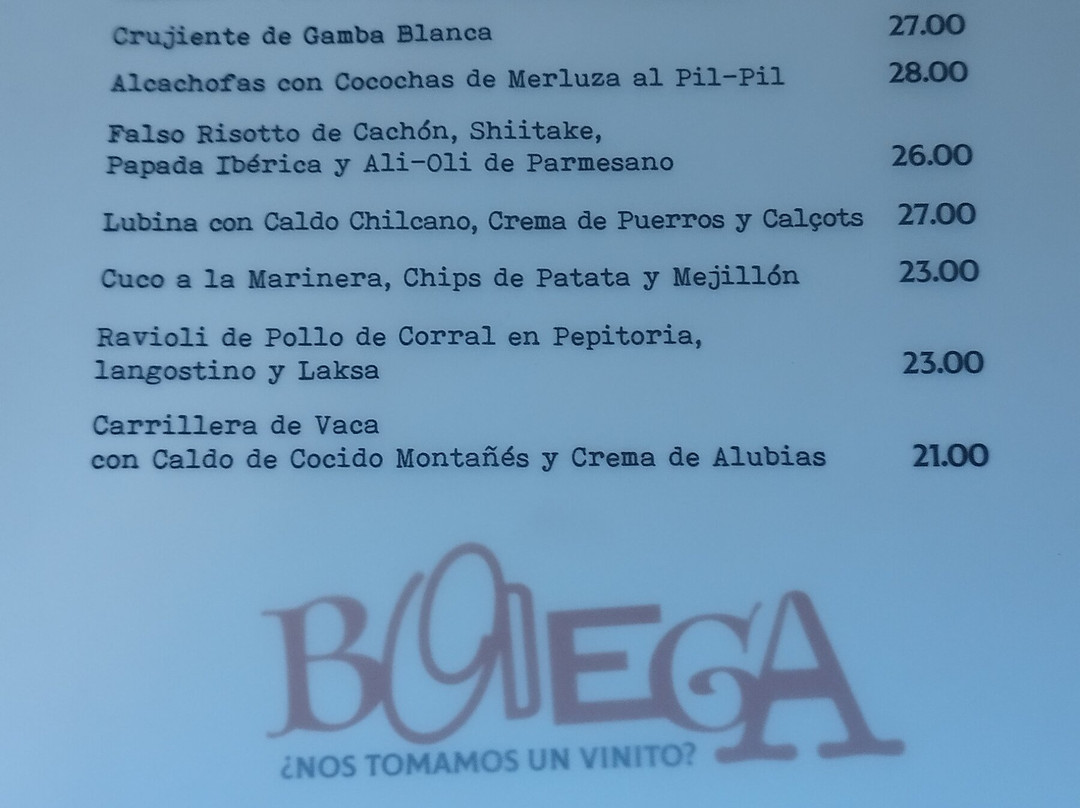 Crujiente de Gamba Blanca 27.00
Alcachofas con Cocochas de Merluza al Pil-Pil 28.00
Falso Risotto de Cachón, Shiitake,
Papada Ibérica y Ali-Oli de Parmesano 26.00
Lubina con Caldo Chilcano, Crema de Puerros y Calçots 27.00
Cuco a la Marinera, Chips de Patata y Mejillón 23.00
Ravioli de Pollo de Corral en Pepitoria,
langostino y Laksa 23.00
Carrillera de Vaca
con Caldo de Cocido Montañés y Crema de Alubias 21.00
BODEGA
¿NOS TOMAMOS UN VINITO?